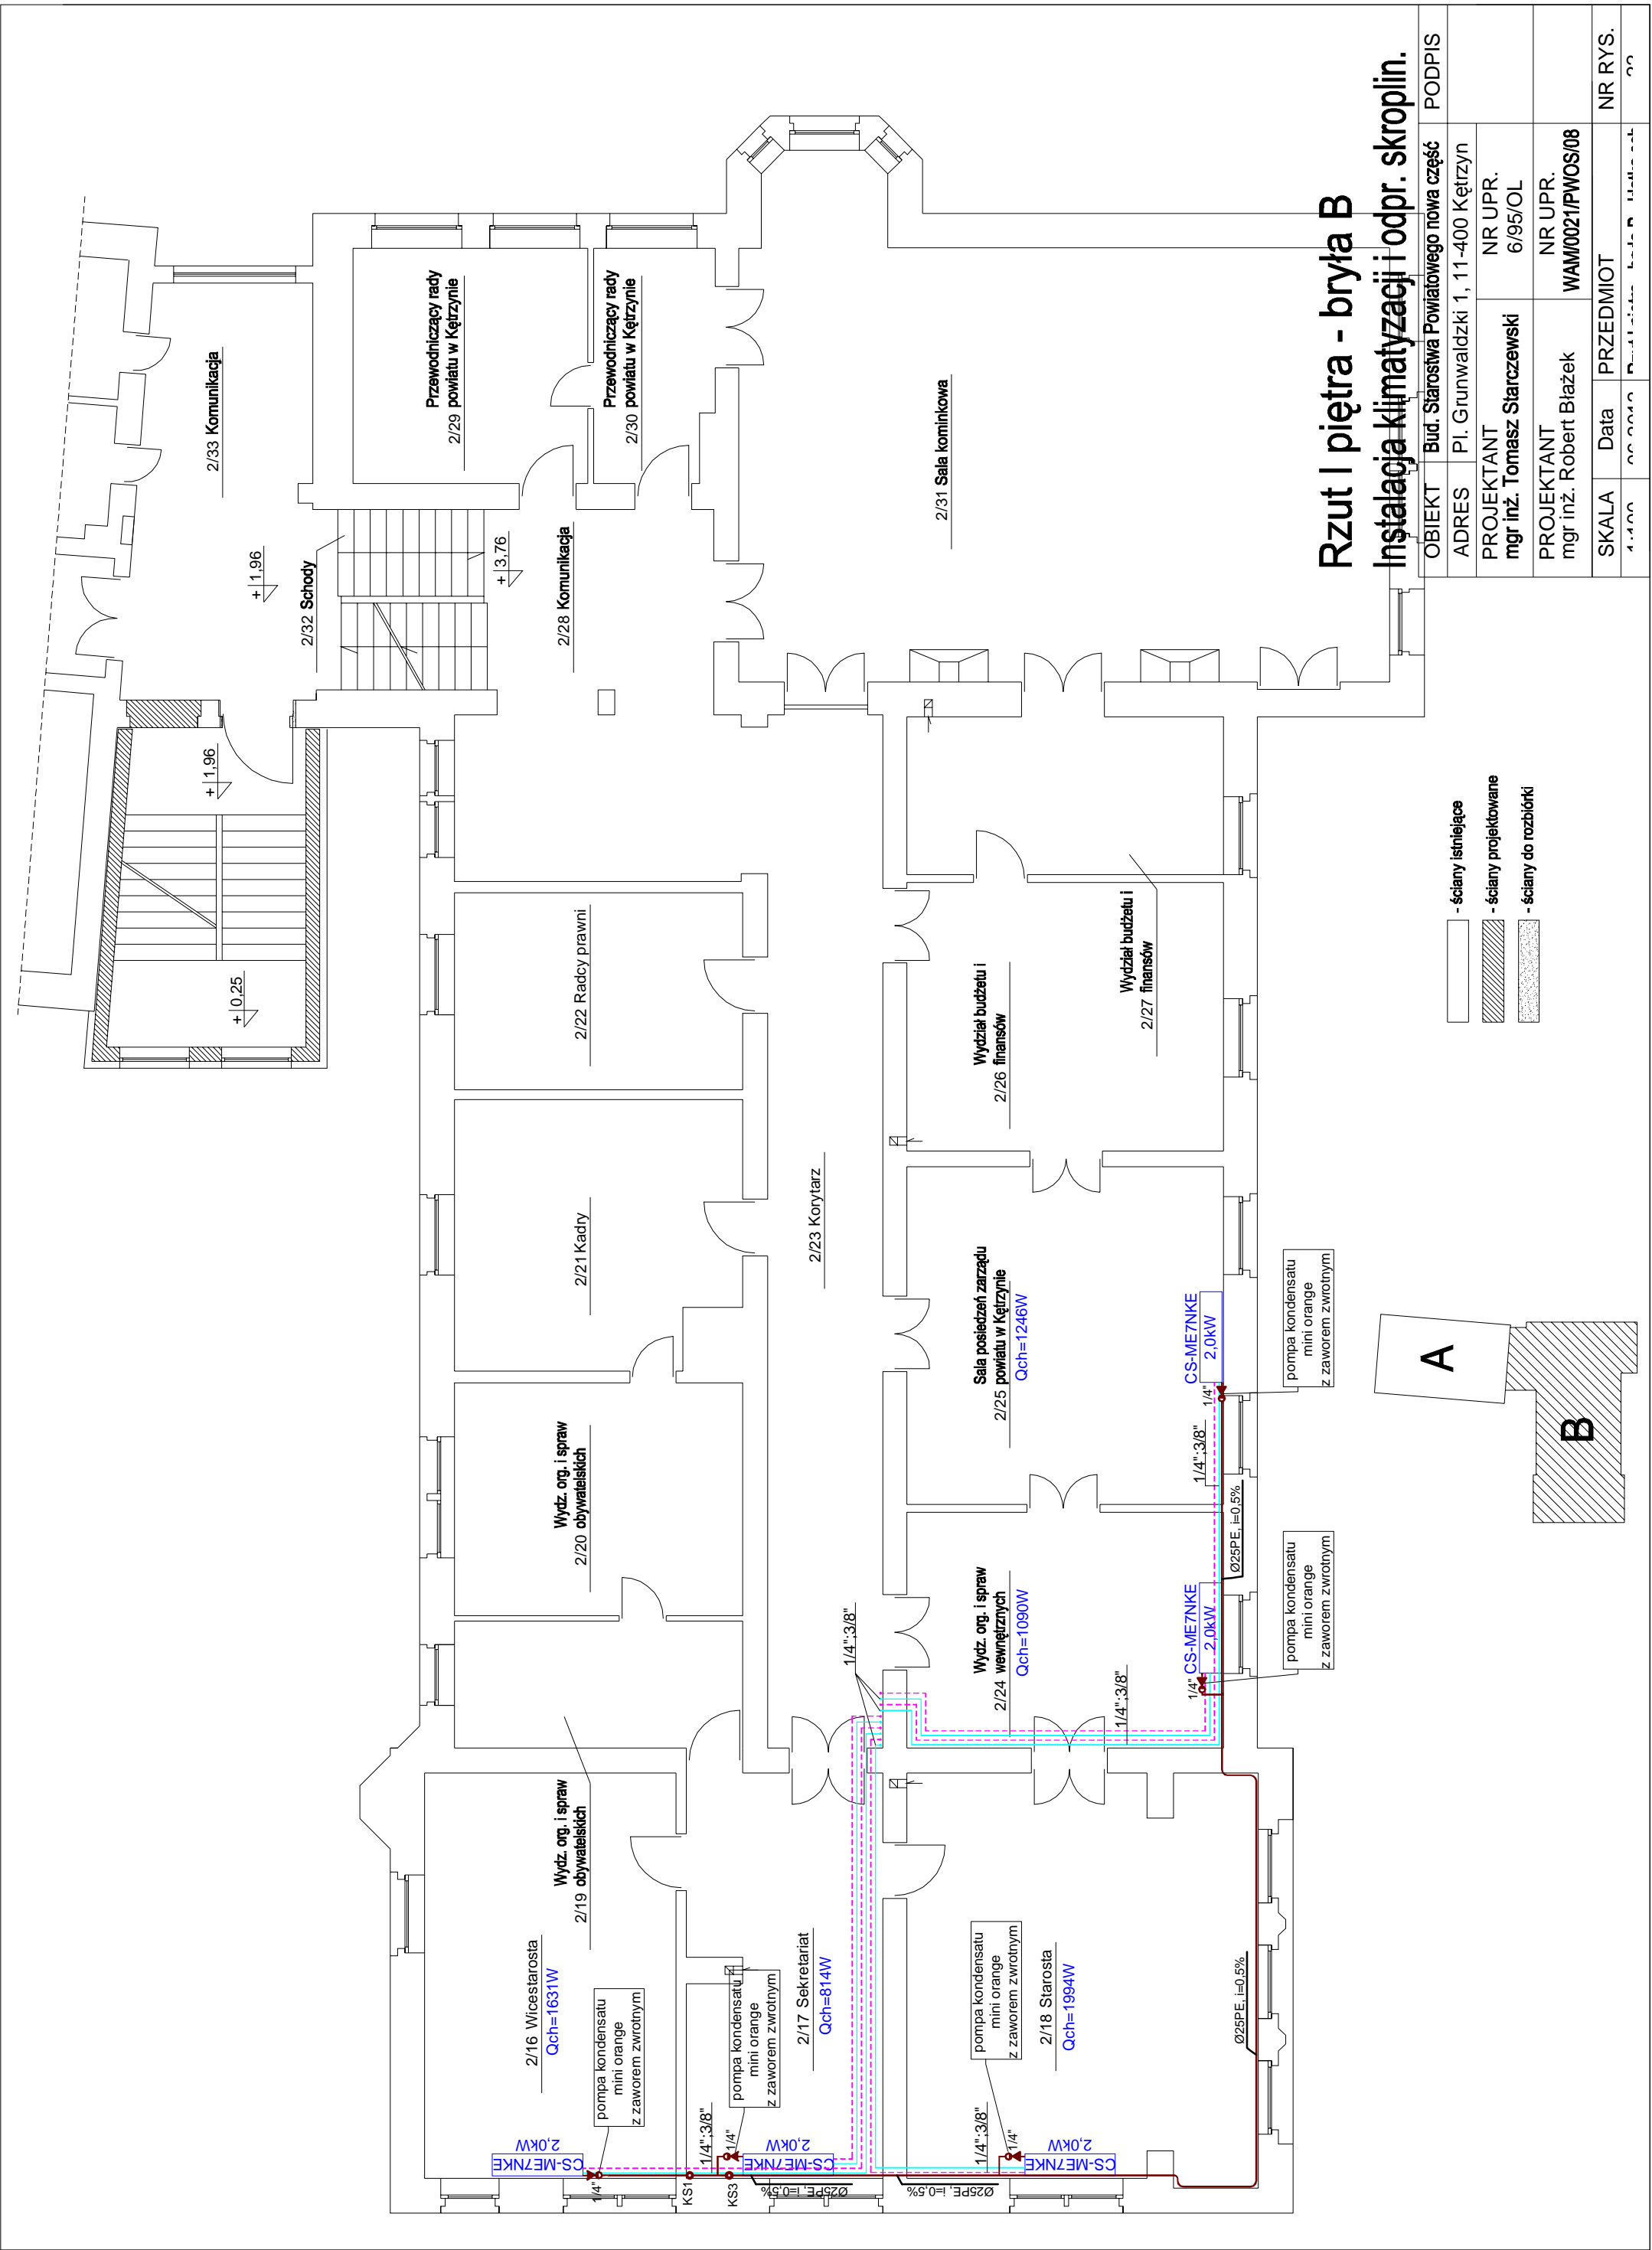 2/33 Komunikacja
+1,96
2/32 Schody
+3,76
2/28 Komunikacja
Przewodniczący rady
2/29 powiatu w Kętrzynie
Przewodniczący rady
2/30 powiatu w Kętrzynie
2/31 Sala kominkowa
+1,96
+0,25
2/22 Radcy prawni
2/21 Kadry
2/23 Korytarz
Wydz. org. i spraw
2/20 obywatelskich
Wydz. org. i spraw
2/19 obywatelskich
2/16 Wicestarosta
Qch=1631W
pompa kondensatu
mini orange
z zaworem zwrotnym
CS-ME7NKE
2,0kW
1/4"
KS1
KS3
1/4";3/8"
1/4"
pompa kondensatu
mini orange
z zaworem zwrotnym
2/17 Sekretariat
Qch=814W
CS-ME7NKE
2,0kW
Ø25PE, i=0,5%
Ø25PE, i=0,5%
pompa kondensatu
mini orange
z zaworem zwrotnym
2/18 Starosta
Qch=1994W
1/4";3/8"
1/4"
CS-ME7NKE
2,0kW
Ø25PE, i=0,5%
1/4";3/8"
Wydz. org. i spraw
2/24 wewnętrznych
Qch=1090W
1/4";3/8"
CS-ME7NKE
2,0kW
1/4"
pompa kondensatu
mini orange
z zaworem zwrotnym
Ø25PE, i=0,5%
Sala posiedzeń zarządu
2/25 powiatu w Kętrzynie
Qch=1246W
CS-ME7NKE
2,0kW
1/4"
1/4";3/8"
pompa kondensatu
mini orange
z zaworem zwrotnym
Wydział budżetu i
2/26 finansów
Wydział budżetu i
2/27 finansów
- ściany istniejące
- ściany projektowane
- ściany do rozbiórki
A
B
Rzut I piętra - bryła B
Instalacja klimatyzacji i odpr. skroplin.
OBIEKT Bud. Starostwa Powiatowego nowa część PODPIS
ADRES Pl. Grunwaldzki 1, 11-400 Kętrzyn
PROJEKTANT NR UPR.
mgr inż. Tomasz Starczewski 6/95/OL
PROJEKTANT NR UPR.
mgr inż. Robert Błażek WAM/0021/PWOS/08
SKALA Data PRZEDMIOT NR RYS.